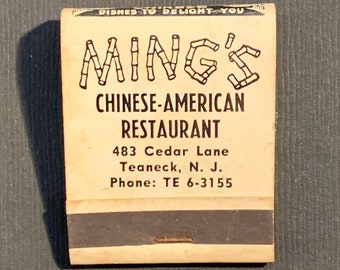 DISHES TO DELIGHT YOU
MING'S
CHINESE-AMERICAN
RESTAURANT
483 Cedar Lane
Teaneck, N. J.
Phone: TE 6-3155